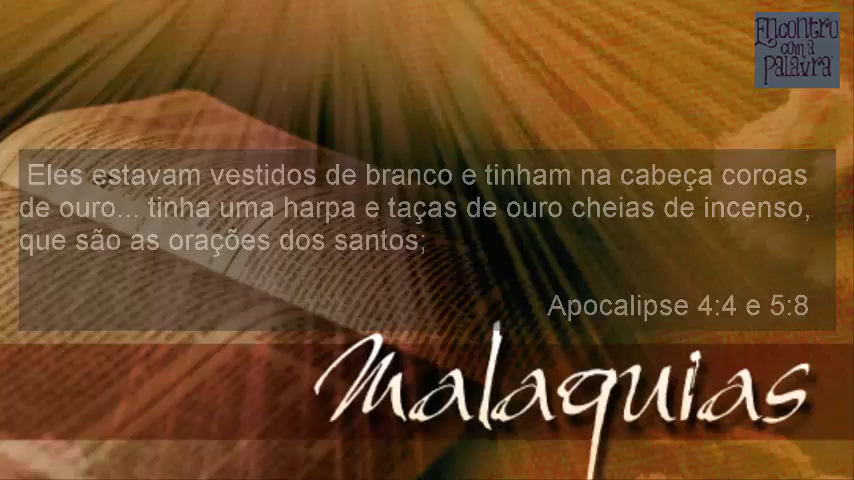 Encontro
com a
Palavra
Eles estavam vestidos de branco e tinham na cabeça coroas
de ouro... tinha uma harpa e taças de ouro cheias de incenso,
que são as orações dos santos;
Apocalipse 4:4 e 5:8
Malaquias